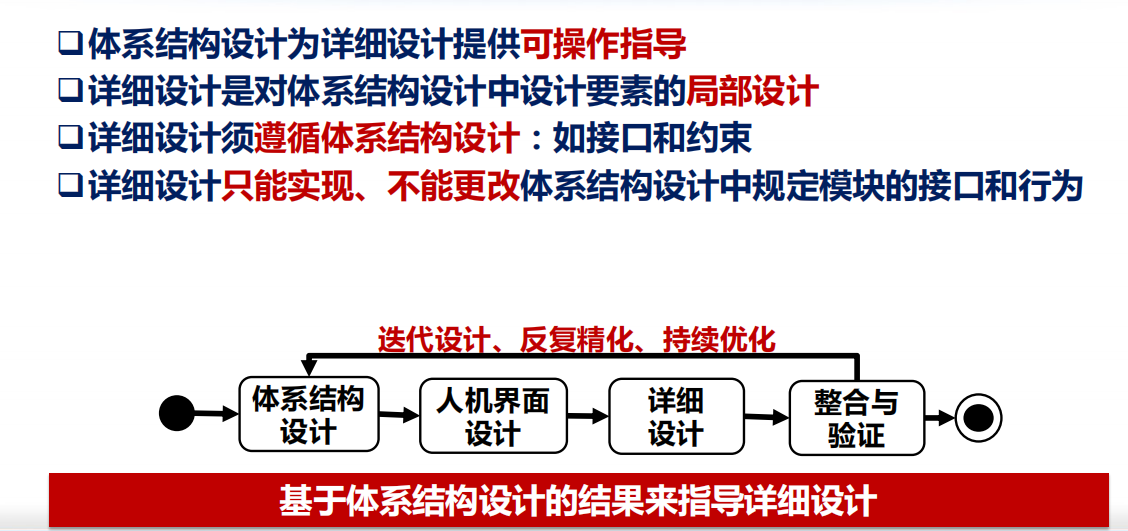 ❑体系结构设计为详细设计提供可操作指导
❑详细设计是对体系结构设计中设计要素的局部设计
❑详细设计须遵循体系结构设计：如接口和约束
❑详细设计只能实现、不能更改体系结构设计中规定模块的接口和行为
迭代设计、反复精化、持续优化
体系结构
设计
人机界面
设计
详细
设计
整合与
验证
基于体系结构设计的结果来指导详细设计